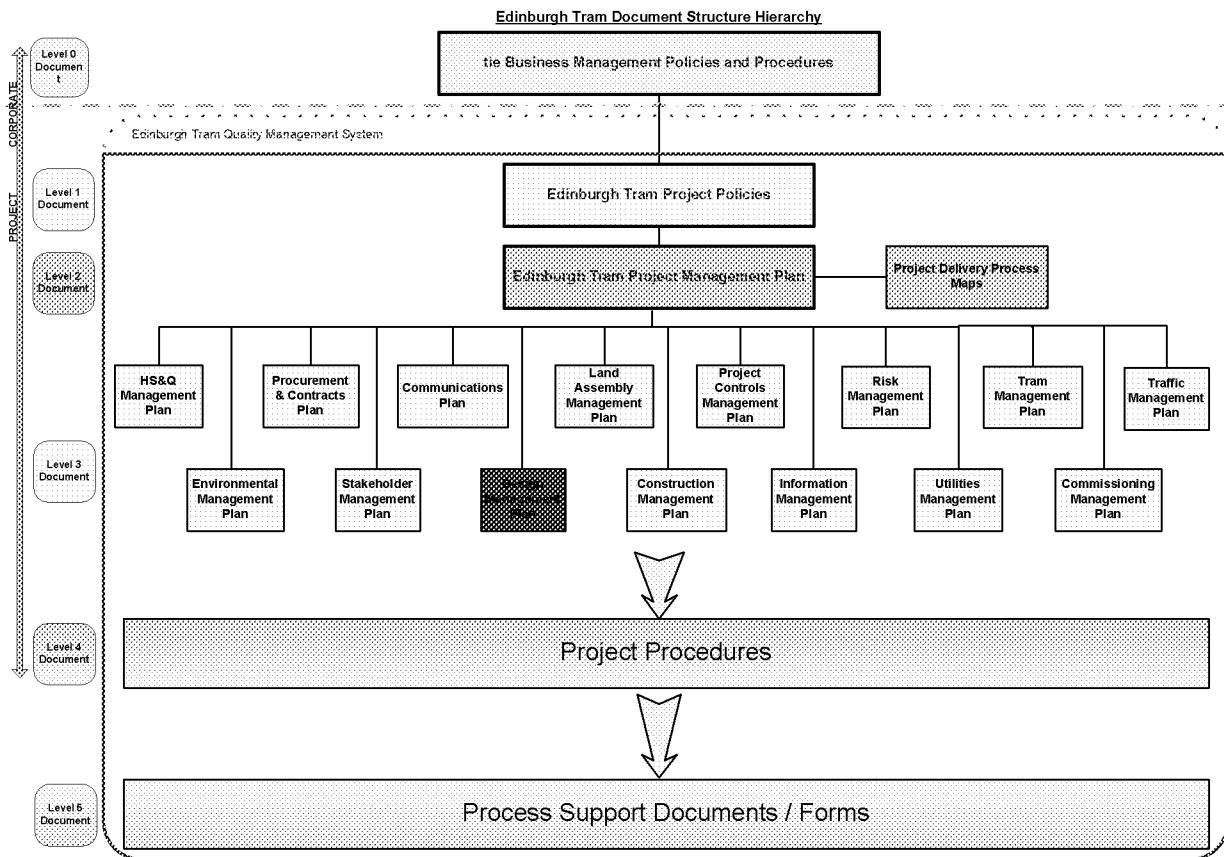 Edinburgh Tram Document Structure Hierarchy
Level 0
Documen
t
tie Business Management Policies and Procedures
CORPORATE
PROJECT
Edinburgh Tram Quality Management System
Level 1
Document
Edinburgh Tram Project Policies
Level 2
Document
Edinburgh Tram Project Management Plan
Project Delivery Process
Maps
HS&Q
Management
Plan
Procurement
& Contracts
Plan
Communications
Plan
Land
Assembly
Management
Plan
Project
Controls
Management
Plan
Risk
Management
Plan
Tram
Management
Plan
Traffic
Management
Plan
Level 3
Document
Environmental
Management
Plan
Stakeholder
Management
Plan
Design
Management
Plan
Construction
Management
Plan
Information
Management
Plan
Utilities
Management
Plan
Commissioning
Management
Plan
Level 4
Document
Project Procedures
Level 5
Document
Process Support Documents / Forms